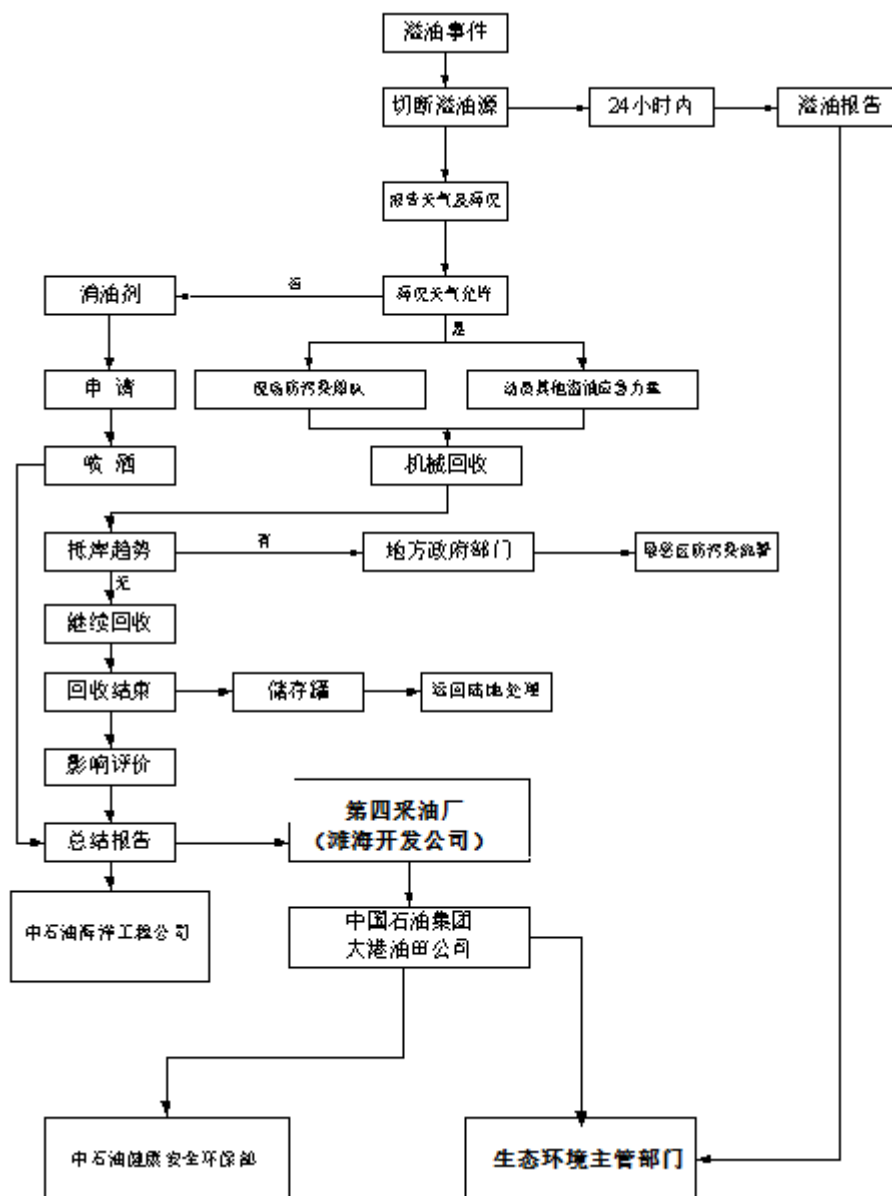 溢油事件
切断溢油源
24小时内
溢油报告
报告天气及海况
消油剂
否
海况天气允许
是
申 请
现场防污染船队
动员其他溢油应急力量
喷 洒
机械回收
抵岸趋势
有
地方政府部门
敏感区防污染部署
无
继续回收
回收结束
储存罐
运回陆地处理
影响评价
第四采油厂
（滩海开发公司）
总结报告
中石油海洋工程公司
中国石油集团
大港油田公司
中石油健康安全环保部
生态环境主管部门